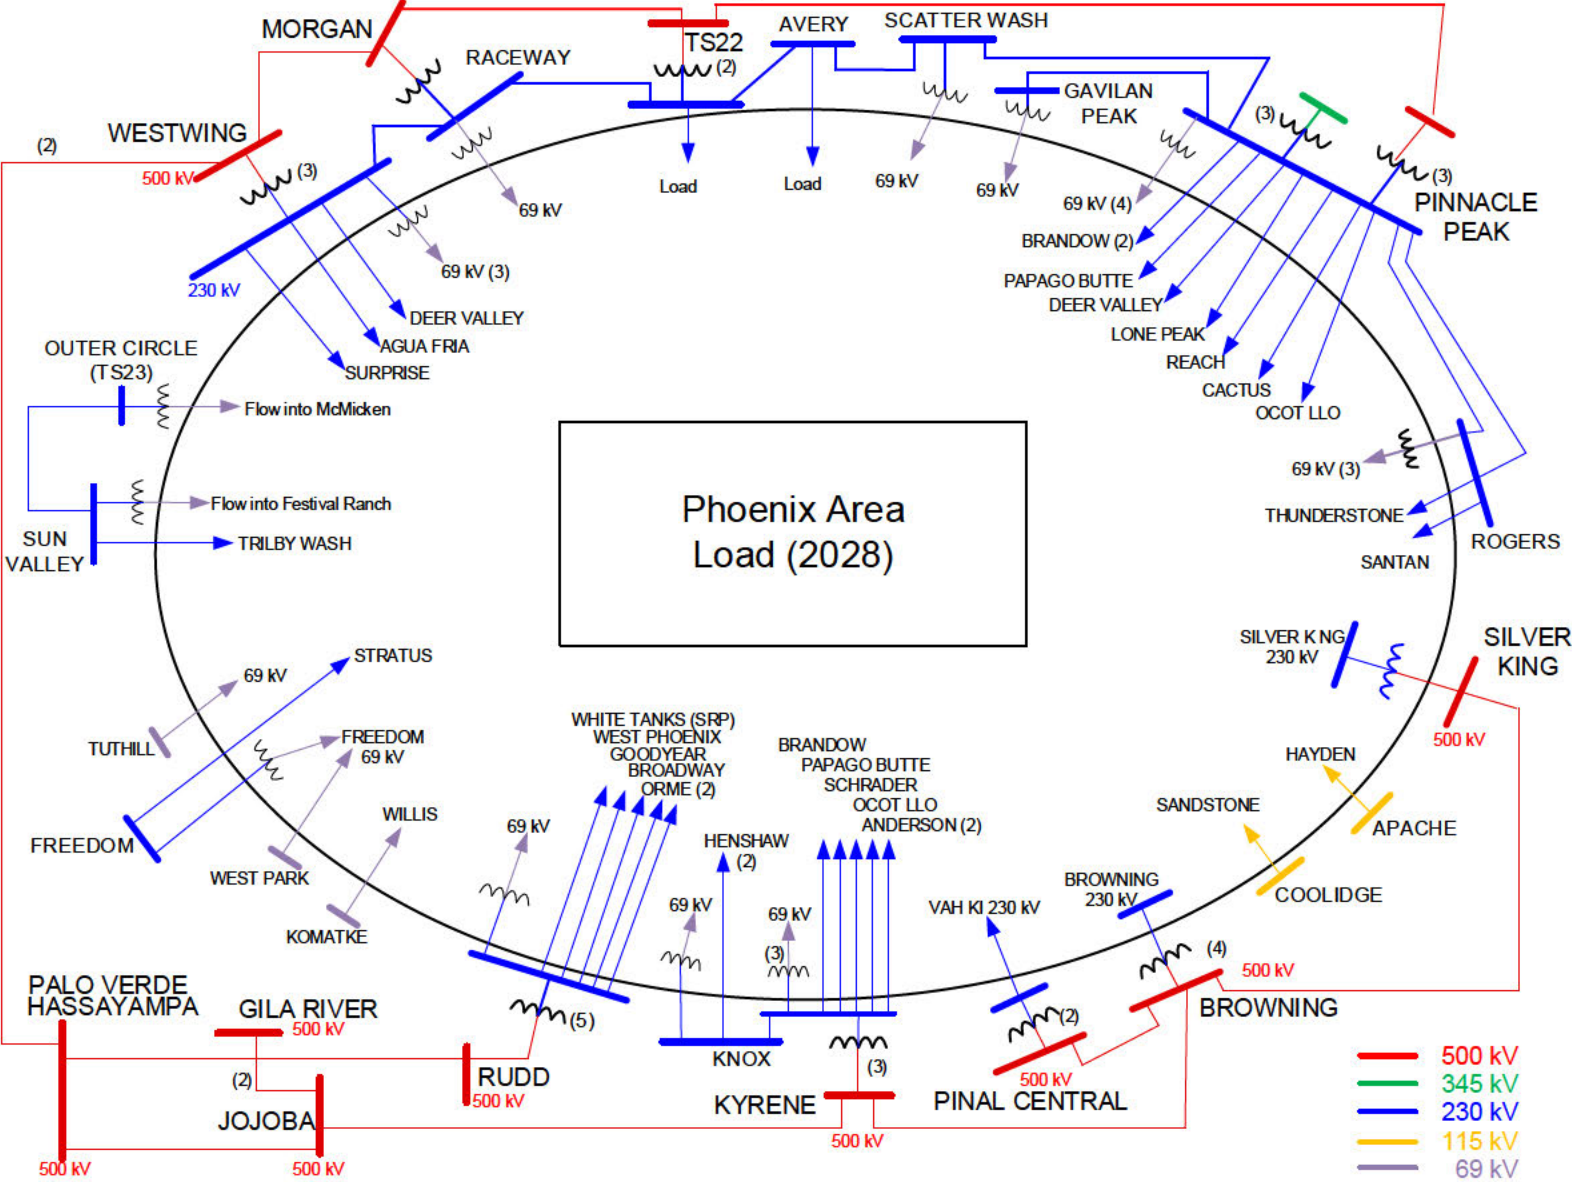 MORGAN
RACEWAY
TS22
(2)
AVERY
SCATTER WASH
GAVILAN
PEAK
(3)
(3)
PINNACLE
PEAK
WESTWING
(2)
500 kV
(3)
230 kV
69 kV
69 kV (3)
Load
Load
69 kV
69 kV
69 kV (4)
BRANDOW (2)
PAPAGO BUTTE
DEER VALLEY
LONE PEAK
REACH
CACTUS
OCOT LLO
DEER VALLEY
AGUA FRIA
SURPRISE
OUTER CIRCLE
(TS23)
Flow into McMicken
Flow into Festival Ranch
SUN
VALLEY
TRILBY WASH
69 kV (3)
THUNDERSTONE
SANTAN
ROGERS
Phoenix Area
Load (2028)
SILVER K NG
230 kV
SILVER
KING
500 kV
STRATUS
69 kV
TUTHILL
FREEDOM
69 kV
FREEDOM
WEST PARK
WILLIS
KOMATKE
WHITE TANKS (SRP)
WEST PHOENIX
GOODYEAR
BROADWAY
ORME (2)
69 kV
(5)
BRANDOW
PAPAGO BUTTE
SCHRADER
OCOT LLO
ANDERSON (2)
HENSHAW
(2)
69 kV
69 kV
(3)
KNOX
(3)
KYRENE
500 kV
VAH KI 230 kV
(2)
500 kV
PINAL CENTRAL
BROWNING
230 kV
(4)
500 kV
BROWNING
HAYDEN
APACHE
SANDSTONE
COOLIDGE
PALO VERDE
HASSAYAMPA
500 kV
GILA RIVER
500 kV
(2)
JOJOBA
500 kV
RUDD
500 kV
500 kV
345 kV
230 kV
115 kV
69 kV